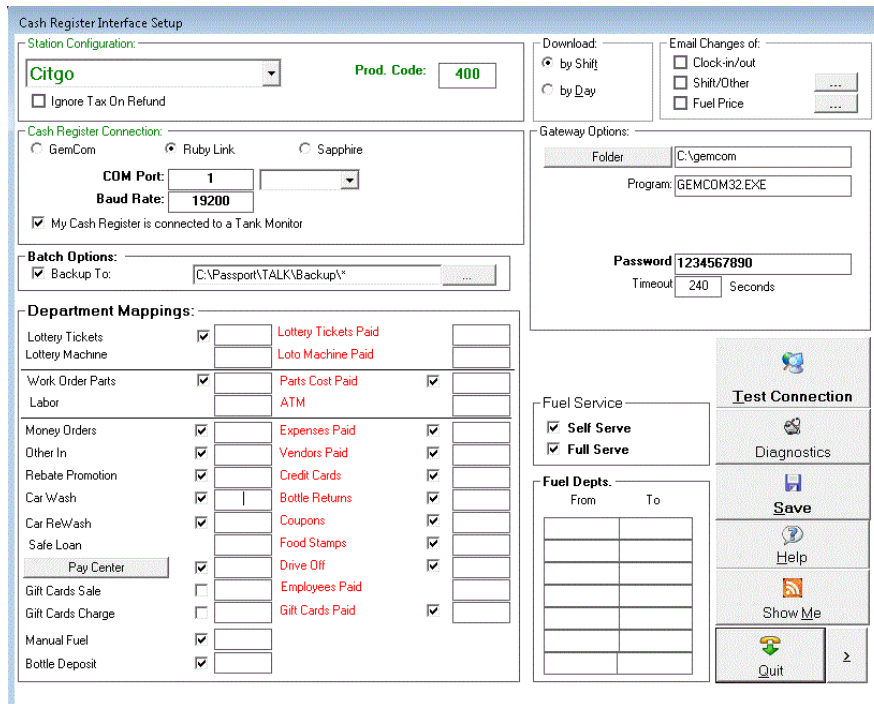 Cash Register Interface Setup
Station Configuration:
Citgo
Prod. Code: 400
Ignore Tax On Refund
Download:
by Shift
by Day
Email Changes of:
Clock-in/out
Shift/Other ...
Fuel Price ...
Cash Register Connection:
GemCom Ruby Link Sapphire
COM Port: 1
Baud Rate: 19200
My Cash Register is connected to a Tank Monitor
Gateway Options:
Folder C:\gemcom
Program: GEMCOM32.EXE
Password 1234567890
Timeout 240 Seconds
Batch Options:
Backup To: C:\Passport\TALK\Backup\* ...
Department Mappings:
Lottery Tickets Lottery Tickets Paid
Lottery Machine Loto Machine Paid
Work Order Parts Parts Cost Paid
Labor ATM
Money Orders Expenses Paid
Other In Vendors Paid
Rebate Promotion Credit Cards
Car Wash Bottle Returns
Car ReWash Coupons
Safe Loan Food Stamps
Pay Center Drive Off
Gift Cards Sale Employees Paid
Gift Cards Charge Gift Cards Paid
Manual Fuel
Bottle Deposit
Fuel Service
Self Serve
Full Serve
Fuel Depts.
From To
Test Connection
Diagnostics
Save
Help
Show Me
Quit >